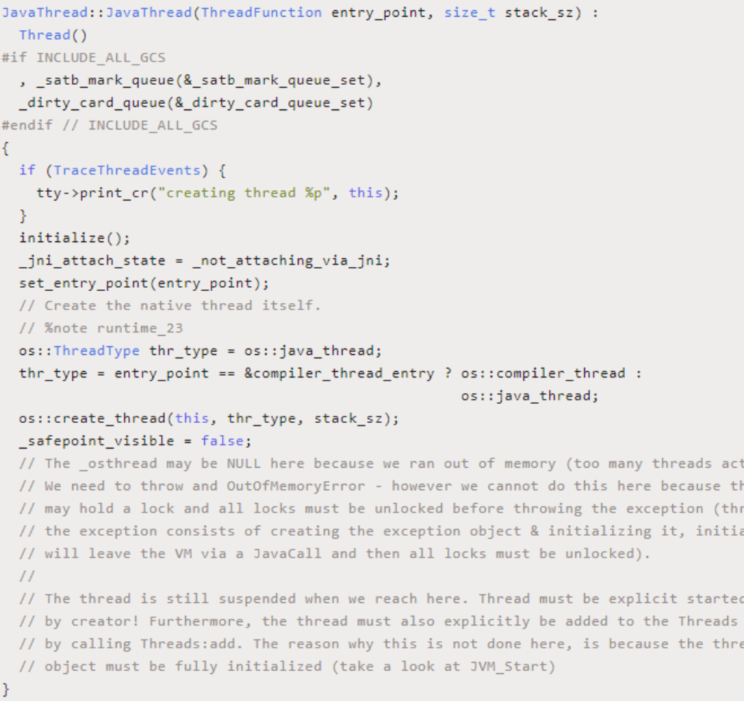 JavaThread::JavaThread(ThreadFunction entry_point, size_t stack_sz) :
  Thread()
#if INCLUDE_ALL_GCS
  , _satb_mark_queue(&_satb_mark_queue_set),
  _dirty_card_queue(&_dirty_card_queue_set)
#endif // INCLUDE_ALL_GCS
{
  if (TraceThreadEvents) {
    tty->print_cr("creating thread %p", this);
  }
  initialize();
  _jni_attach_state = _not_attaching_via_jni;
  set_entry_point(entry_point);
  // Create the native thread itself.
  // %note runtime_23
  os::ThreadType thr_type = os::java_thread;
  thr_type = entry_point == &compiler_thread_entry ? os::compiler_thread :
                                                     os::java_thread;
  os::create_thread(this, thr_type, stack_sz);
  _safepoint_visible = false;
  // The _osthread may be NULL here because we ran out of memory (too many threads act
  // We need to throw and OutOfMemoryError - however we cannot do this here because th
  // may hold a lock and all locks must be unlocked before throwing the exception (thr
  // the exception consists of creating the exception object & initializing it, initia
  // will leave the VM via a JavaCall and then all locks must be unlocked).
  //
  // The thread is still suspended when we reach here. Thread must be explicit started
  // by creator! Furthermore, the thread must also explicitly be added to the Threads
  // by calling Threads:add. The reason why this is not done here, is because the thre
  // object must be fully initialized (take a look at JVM_Start)
}